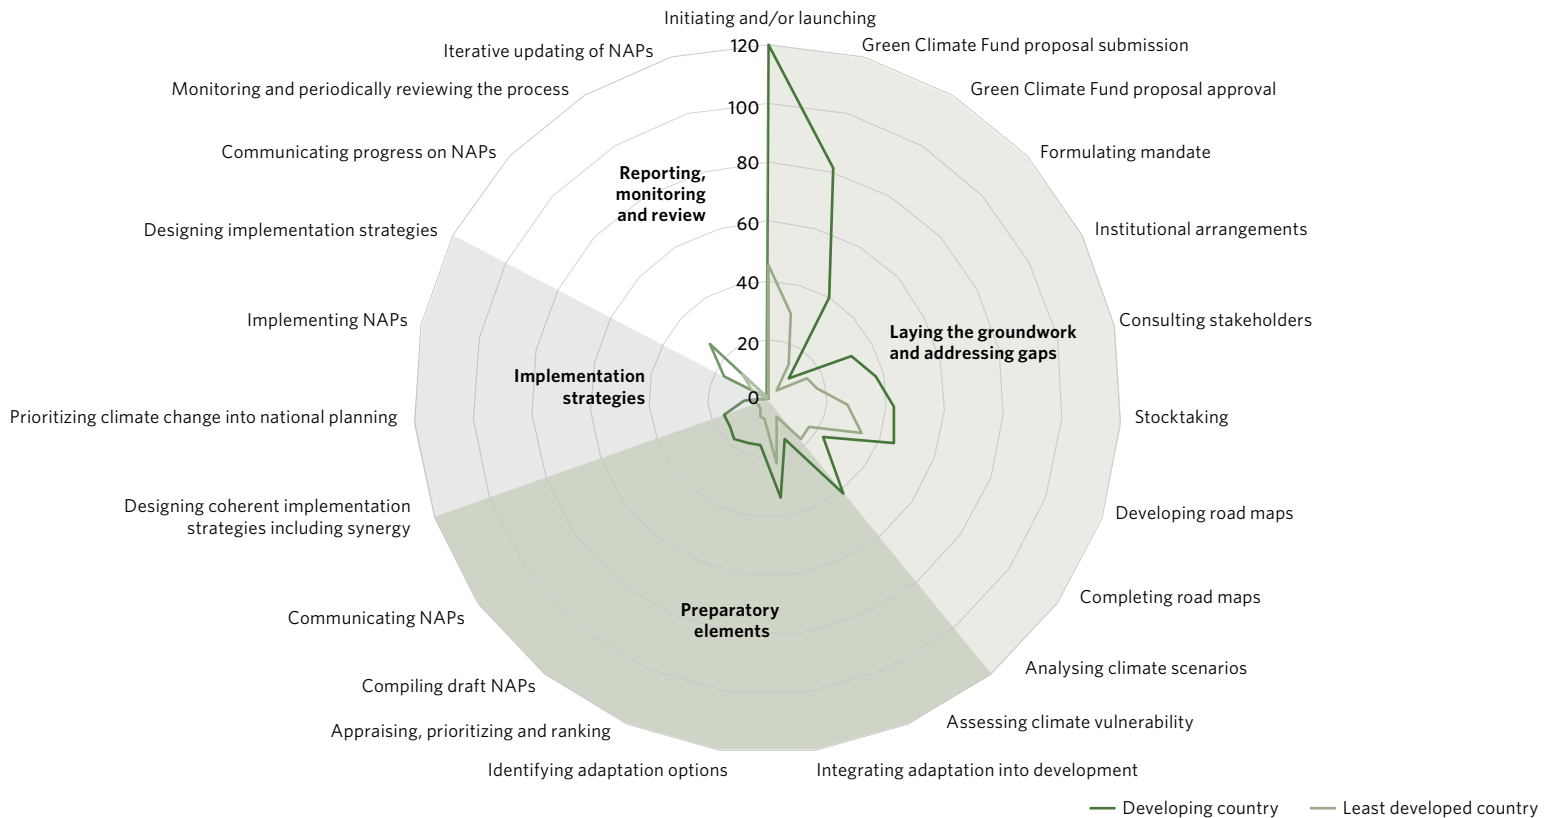 Initiating and/or launching
Iterative updating of NAPs
120
Green Climate Fund proposal submission
Monitoring and periodically reviewing the process
Green Climate Fund proposal approval
100
Communicating progress on NAPs
80
Formulating mandate
Reporting,
monitoring
and review
Designing implementation strategies
60
Institutional arrangements
40
Implementing NAPs
Consulting stakeholders
20
Laying the groundwork
and addressing gaps
Implementation
strategies
0
Prioritizing climate change into national planning
Stocktaking
Designing coherent implementation
strategies including synergy
Developing road maps
Communicating NAPs
Preparatory
elements
Completing road maps
Compiling draft NAPs
Analysing climate scenarios
Appraising, prioritizing and ranking
Assessing climate vulnerability
Identifying adaptation options
Integrating adaptation into development
Developing country
Least developed country